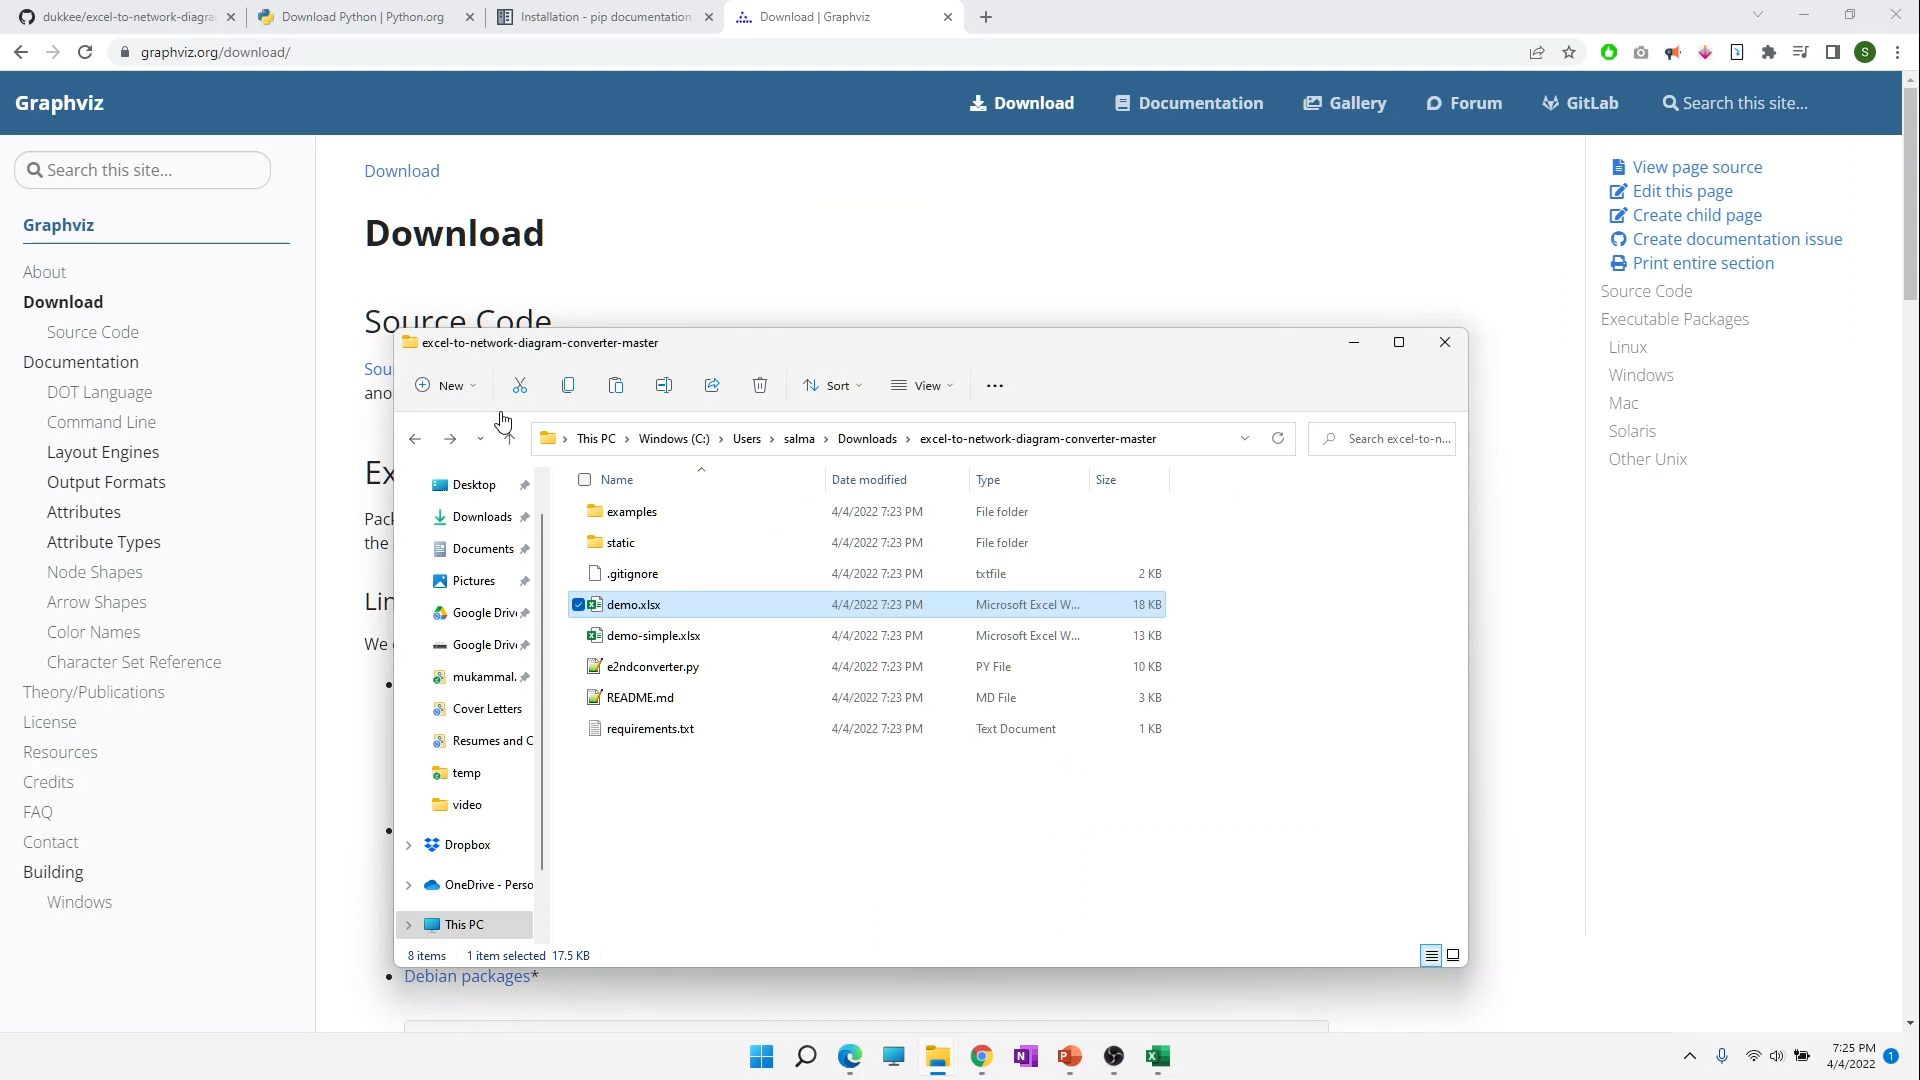 dukkee/excel-to-network-diagra
Download Python | Python.org
Installation - pip documentation
Download | Graphviz
graphviz.org/download/
S
Graphviz
Download
Documentation
Gallery
Forum
GitLab
Search this site...
Search this site...
Graphviz
About
Download
Source Code
Documentation
DOT Language
Command Line
Layout Engines
Output Formats
Attributes
Attribute Types
Node Shapes
Arrow Shapes
Color Names
Character Set Reference
Theory/Publications
License
Resources
Credits
FAQ
Contact
Building
Windows
Download
Download
Source Code
Sou
ano
Ex
Pack
the
Lin
We
Debian packages*
View page source
Edit this page
Create child page
Create documentation issue
Print entire section
Source Code
Executable Packages
Linux
Windows
Mac
Solaris
Other Unix
excel-to-network-diagram-converter-master
New
Sort
View
This PC > Windows (C:) > Users > salma > Downloads > excel-to-network-diagram-converter-master
Search excel-to-n...
Desktop
Downloads
Documents
Pictures
Google Driv
Google Driv
mukammal.
Cover Letters
Resumes and C
temp
video
Dropbox
OneDrive - Perso
This PC
Name Date modified Type Size
examples 4/4/2022 7:23 PM File folder
static 4/4/2022 7:23 PM File folder
.gitignore 4/4/2022 7:23 PM txtfile 2 KB
demo.xlsx 4/4/2022 7:23 PM Microsoft Excel W... 18 KB
demo-simple.xlsx 4/4/2022 7:23 PM Microsoft Excel W... 13 KB
e2ndconverter.py 4/4/2022 7:23 PM PY File 10 KB
README.md 4/4/2022 7:23 PM MD File 3 KB
requirements.txt 4/4/2022 7:23 PM Text Document 1 KB
8 items 1 item selected 17.5 KB
7:25 PM
4/4/2022
1